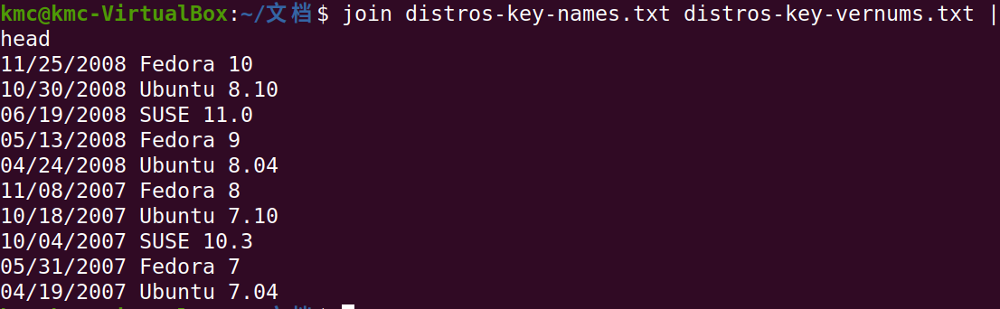 kmc@kmc-VirtualBox:~/文档$ join distros-key-names.txt distros-key-vernums.txt |
head
11/25/2008 Fedora 10
10/30/2008 Ubuntu 8.10
06/19/2008 SUSE 11.0
05/13/2008 Fedora 9
04/24/2008 Ubuntu 8.04
11/08/2007 Fedora 8
10/18/2007 Ubuntu 7.10
10/04/2007 SUSE 10.3
05/31/2007 Fedora 7
04/19/2007 Ubuntu 7.04